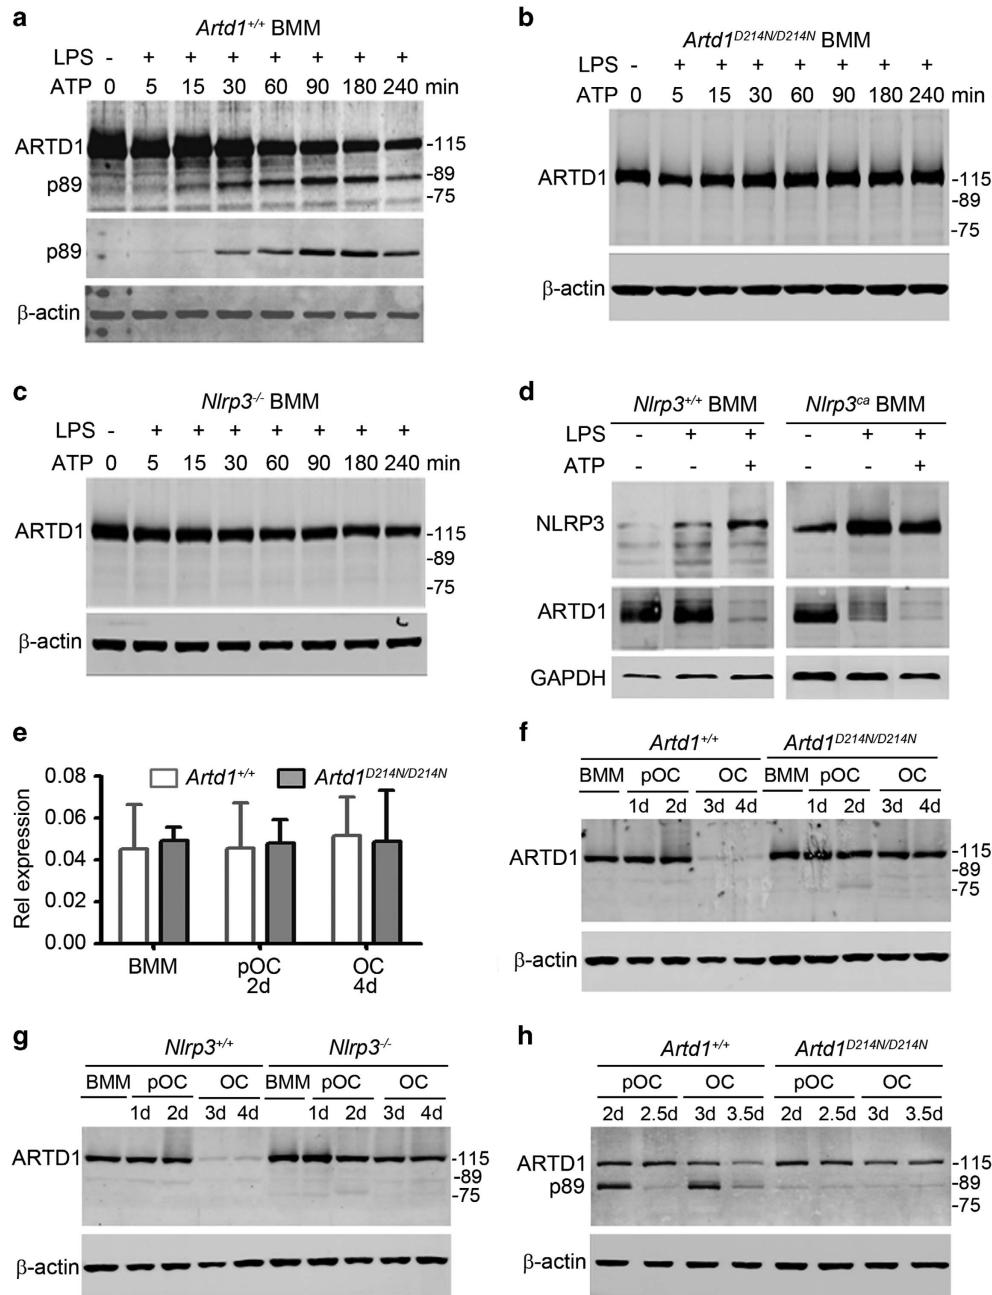 a
Artd1+/+ BMM
LPS - + + + + + + +
ATP 0 5 15 30 60 90 180 240 min
ARTD1
p89
-115
-89
-75
p89
β-actin
b
Artd1D214N/D214N BMM
LPS - + + + + + + +
ATP 0 5 15 30 60 90 180 240 min
ARTD1
-115
-89
-75
β-actin
c
Nlrp3-/- BMM
LPS - + + + + + + +
ATP 0 5 15 30 60 90 180 240 min
ARTD1
-115
-89
-75
β-actin
d
Nlrp3+/+ BMM Nlrp3ca BMM
LPS - + + - + +
ATP - - + - - +
NLRP3
ARTD1
GAPDH
e
Rel expression
0.08
0.06
0.04
0.02
0.00
Artd1+/+ Artd1D214N/D214N
BMM pOC OC
2d 4d
f
Artd1+/+ Artd1D214N/D214N
BMM pOC OC BMM pOC OC
1d 2d 3d 4d 1d 2d 3d 4d
ARTD1
-115
-89
-75
β-actin
g
Nlrp3+/+ Nlrp3-/-
BMM pOC OC BMM pOC OC
1d 2d 3d 4d 1d 2d 3d 4d
ARTD1
-115
-89
-75
β-actin
h
Artd1+/+ Artd1D214N/D214N
pOC OC pOC OC
2d 2.5d 3d 3.5d 2d 2.5d 3d 3.5d
ARTD1
p89
-115
-89
-75
β-actin